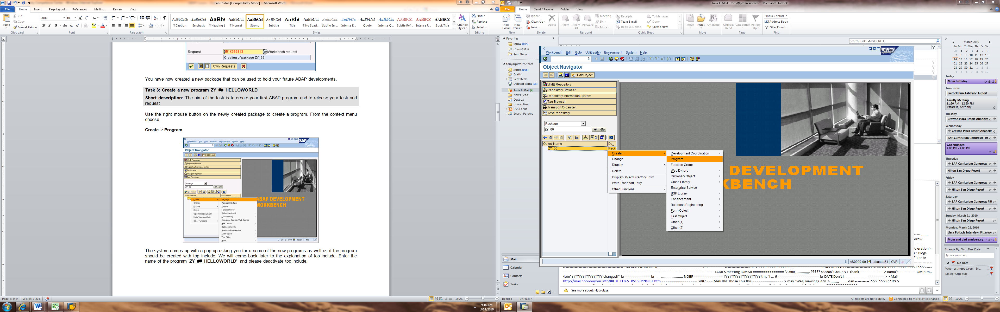 Lab 15.doc [Compatibility Mode] - Microsoft Word
File Home Insert Page Layout References Mailings Review View
Paste
Cut
Copy
Format Painter
Clipboard
Arial 10
Font
Paragraph
AaBbCcDc AaBbCcI AaBb( AaBbCcI AaBbCcI AaBbCcI AaBb( AaBbCcI AaBbCcI AaBbCcI AaBbCcI AaBbCcI AaBbCc AaBbCc AaBbCc
¶ Caption Emphasis ¶ Heading 1 ¶ Normal Strong Subtitle Title ¶ No Spaci... Subtle Em... Intense E... Quote Intense Q... Subtle Ref... Intense R... Book Title
Styles
Change Styles
Find
Replace
Select
Editing
Request G51K900013 Workbench request
Creation of package ZY_99
Own Requests
You have now created a new package that can be used to hold your future ABAP developments.
Task 3: Create a new program ZY_##_HELLOWORLD
Short description: The aim of the task is to create your first ABAP program and to release your task and
request
Use the right mouse button on the newly created package to create a program. From the context menu
choose
Create > Program
SAP
Workbench Edit Goto Utilities Environment System Help
Object Navigator
Edit Object
MIME Repository
Repository Browser
Repository Information System
Tag Browser
Transport Organizer
Test Repository
Package
ZY_99
Object Name Description
Create
Change
Display
Delete
Object Directory Entry
Write Transport Entry
Other Functions
Package
Package Interface
Program
Function Group
Dictionary Object
Class Library
Enterprise Service / Web Service
BSP Library
Business Add-In
Business Engineering
Form Object
Test Object
More...
ABAP DEVELOPMENT
WORKBENCH
G51 (1) (900) hcc3v11 INS
The system comes up with a pop-up asking you for a name of the new programs as well as if the program
should be created with top include. We will come back later to the explanation of top include. Enter the
name of the program 'ZY_##_HELLOWORLD' and please deactivate top include.
Page: 3 of 9 Words: 1,205
130%
9:46 AM
3/14/2010
Junk E-Mail - tony@pittarese.com - Microsoft Outlook
File Home Send / Receive Folder View
New E-mail
New Items
New
Ignore
Clean Up
Junk
Delete
Delete
Reply
Reply All
Forward
Meeting
IM
More
Respond
Receipts
Team E-mail
Reply & Delete
To Manager
Done
Create New
Quick Steps
Move
Rules
OneNote
Move
Unread/ Read
Categorize
Follow Up
Tags
Find a Contact
Address Book
Filter E-mail
Find
Favorites
Inbox (105)
Unread Mail
Sent Items
tony@pittarese.com
Inbox (105)
Drafts
Sent Items
Deleted Items (23)
Junk E-Mail [4]
News Feed
Outbox
quarantine
RSS Feeds
Search Folders
Mail
Calendar
Contacts
Tasks
Search Junk E-Mail (Ctrl+E)
Workbench Edit Goto Utilities(M) Environment System Help
SAP
Object Navigator
Edit Object
MIME Repository
Repository Browser
Repository Information System
Tag Browser
Transport Organizer
Test Repository
Package
ZY_00
Object Name De...
ZY_00 Packa
Create
Change
Display
Delete
Display Object Directory Entry
Write Transport Entry
Other Functions
Development Coordination
Program
Function Group
Web Dynpro
Dictionary Object
Class Library
Enterprise Service
BSP Library
Enhancement
Business Engineering
Form Object
Test Object
Other (1)
Other (2)
DEVELOPMENT
KBENCH
AS0900-00 sbasap51 OVR
http://mail.noononyour.info/88_8_11365_B515F3194857.htm
See more about: Hydrolyze.
Items: 4 Unread: 4
All folders are up to date. Connected to Microsoft Exchange 100%
March 2010
Su Mo Tu We Th Fr Sa
28 1 2 3 4 5 6
7 8 9 10 11 12 13
14 15 16 17 18 19 20
21 22 23 24 25 26 27
28 29 30 31 1 2 3
4 5 6 7 8 9 10
Today
Mom birthday
Tomorrow
Fairfield Inn Asheville Airport
Faculty Meeting
11:30 AM - 12:30 PM
Pittarese, Anthony
Tuesday
Crowne Plaza Resort Anaheim
Wednesday
Crowne Plaza Resort Anaheim
SAP Curriculum Congress; Pitt
Got engaged
4:00 PM - 4:00 PM
Thursday
SAP Curriculum Congress;
Hilton San Diego Resort
Friday
SAP Curriculum Congress;
Hilton San Diego Resort
Saturday
SAP Curriculum Congress; Pitt
Hilton San Diego Resort
Sunday, March 21, 2010
Hilton San Diego Resort
Monday, March 22, 2010
Lissa Pollacia Interview; Pittarese,
Mom and dad anniversary
Arrange By: Flag: Due Date
Type a new task
No Date
Webhostingpad.com - Im...
Master Schedule